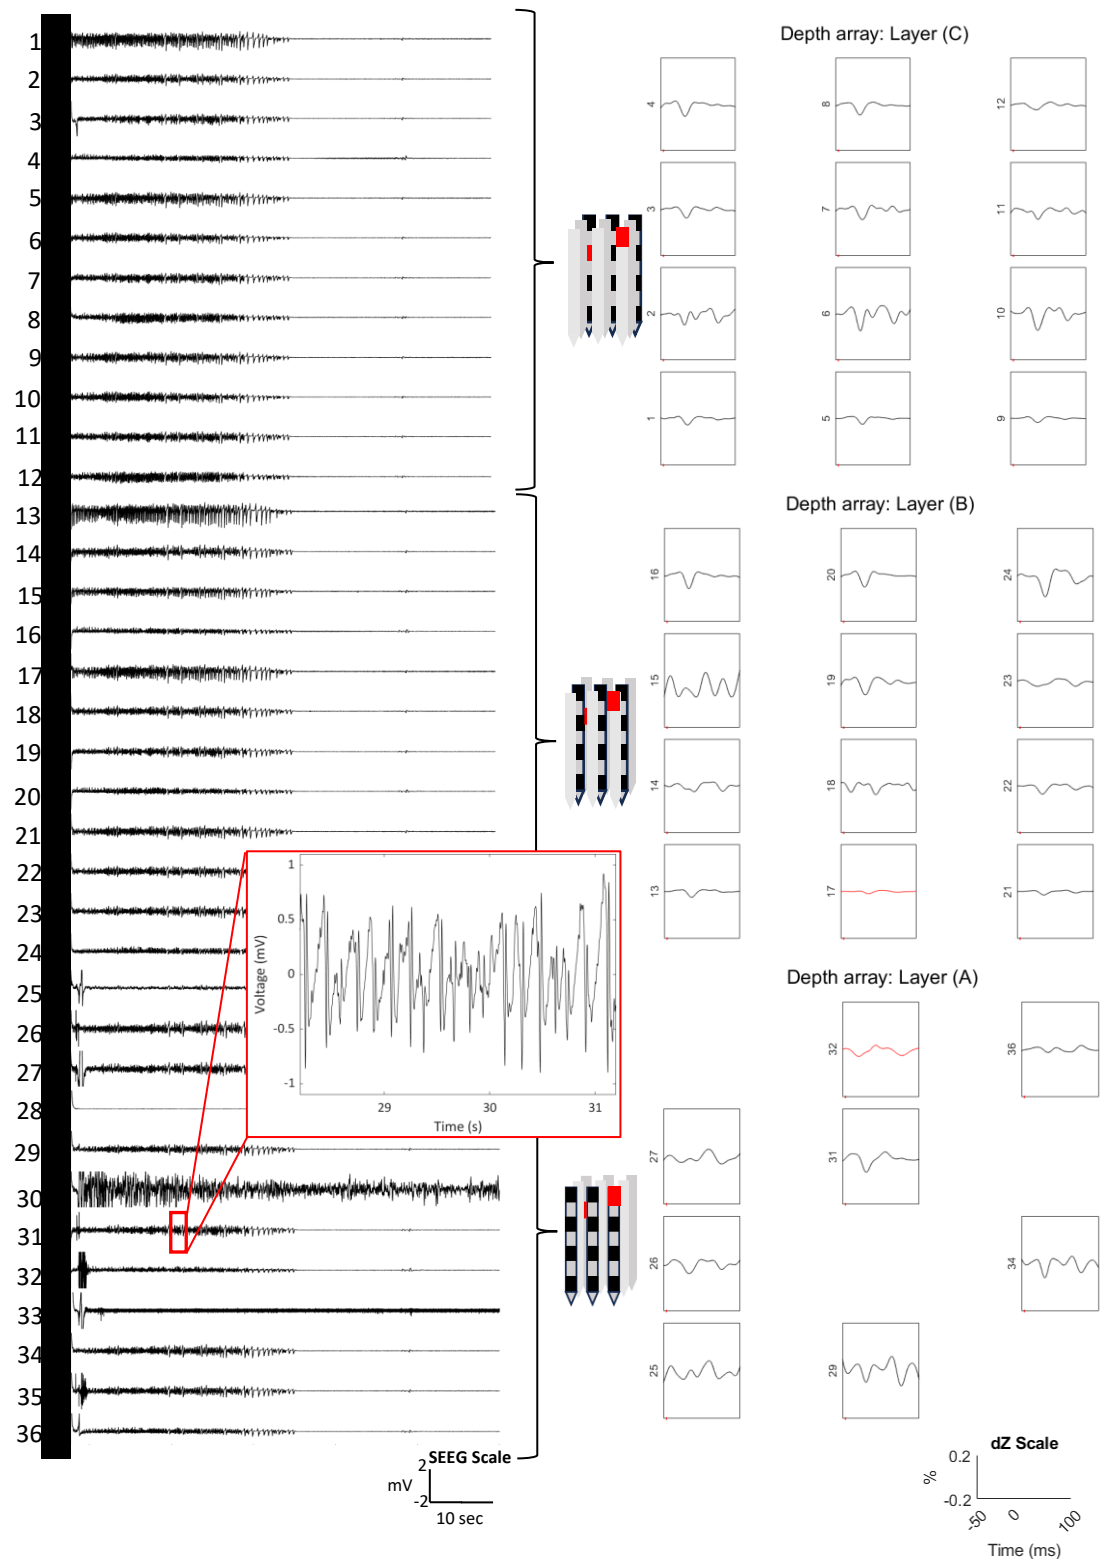 1
2
3
4
5
6
7
8
9
10
11
12
13
14
15
16
17
18
19
20
21
22
23
24
25
26
27
28
29
30
31
32
33
34
35
36
1
0.5
0
-0.5
-1
Voltage (mV)
29 30 31
Time (s)
SEEG Scale
2
mV
-2
10 sec
Depth array: Layer (C)
4 8 12
3 7 11
2 6 10
1 5 9
Depth array: Layer (B)
16 20 24
15 19 23
14 18 22
13 17 21
Depth array: Layer (A)
32 36
27 31
26 34
25 29
dZ Scale
0.2
%
-0.2
-50 0 100
Time (ms)